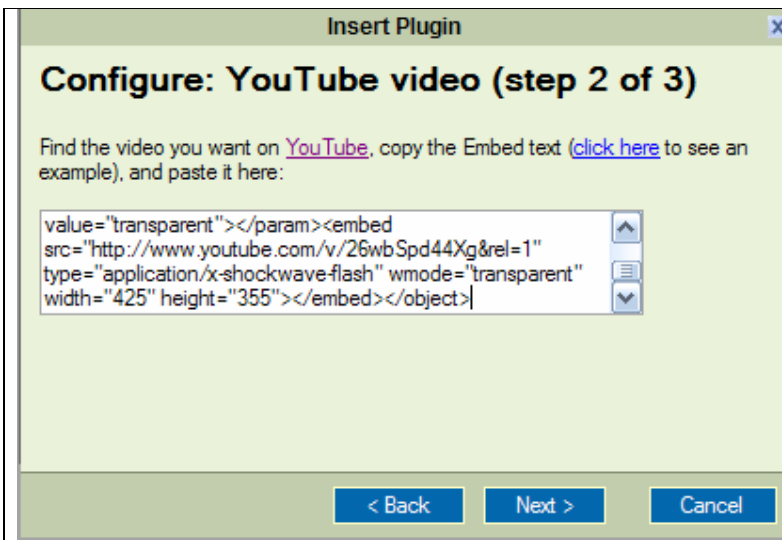 Insert Plugin
x
Configure: YouTube video (step 2 of 3)
Find the video you want on YouTube, copy the Embed text (click here to see an
example), and paste it here:
value="transparent"></param><embed
src="http://www.youtube.com/v/26wbSpd44Xg&rel=1"
type="application/x-shockwave-flash" wmode="transparent"
width="425" height="355"></embed></object>
< Back Next > Cancel